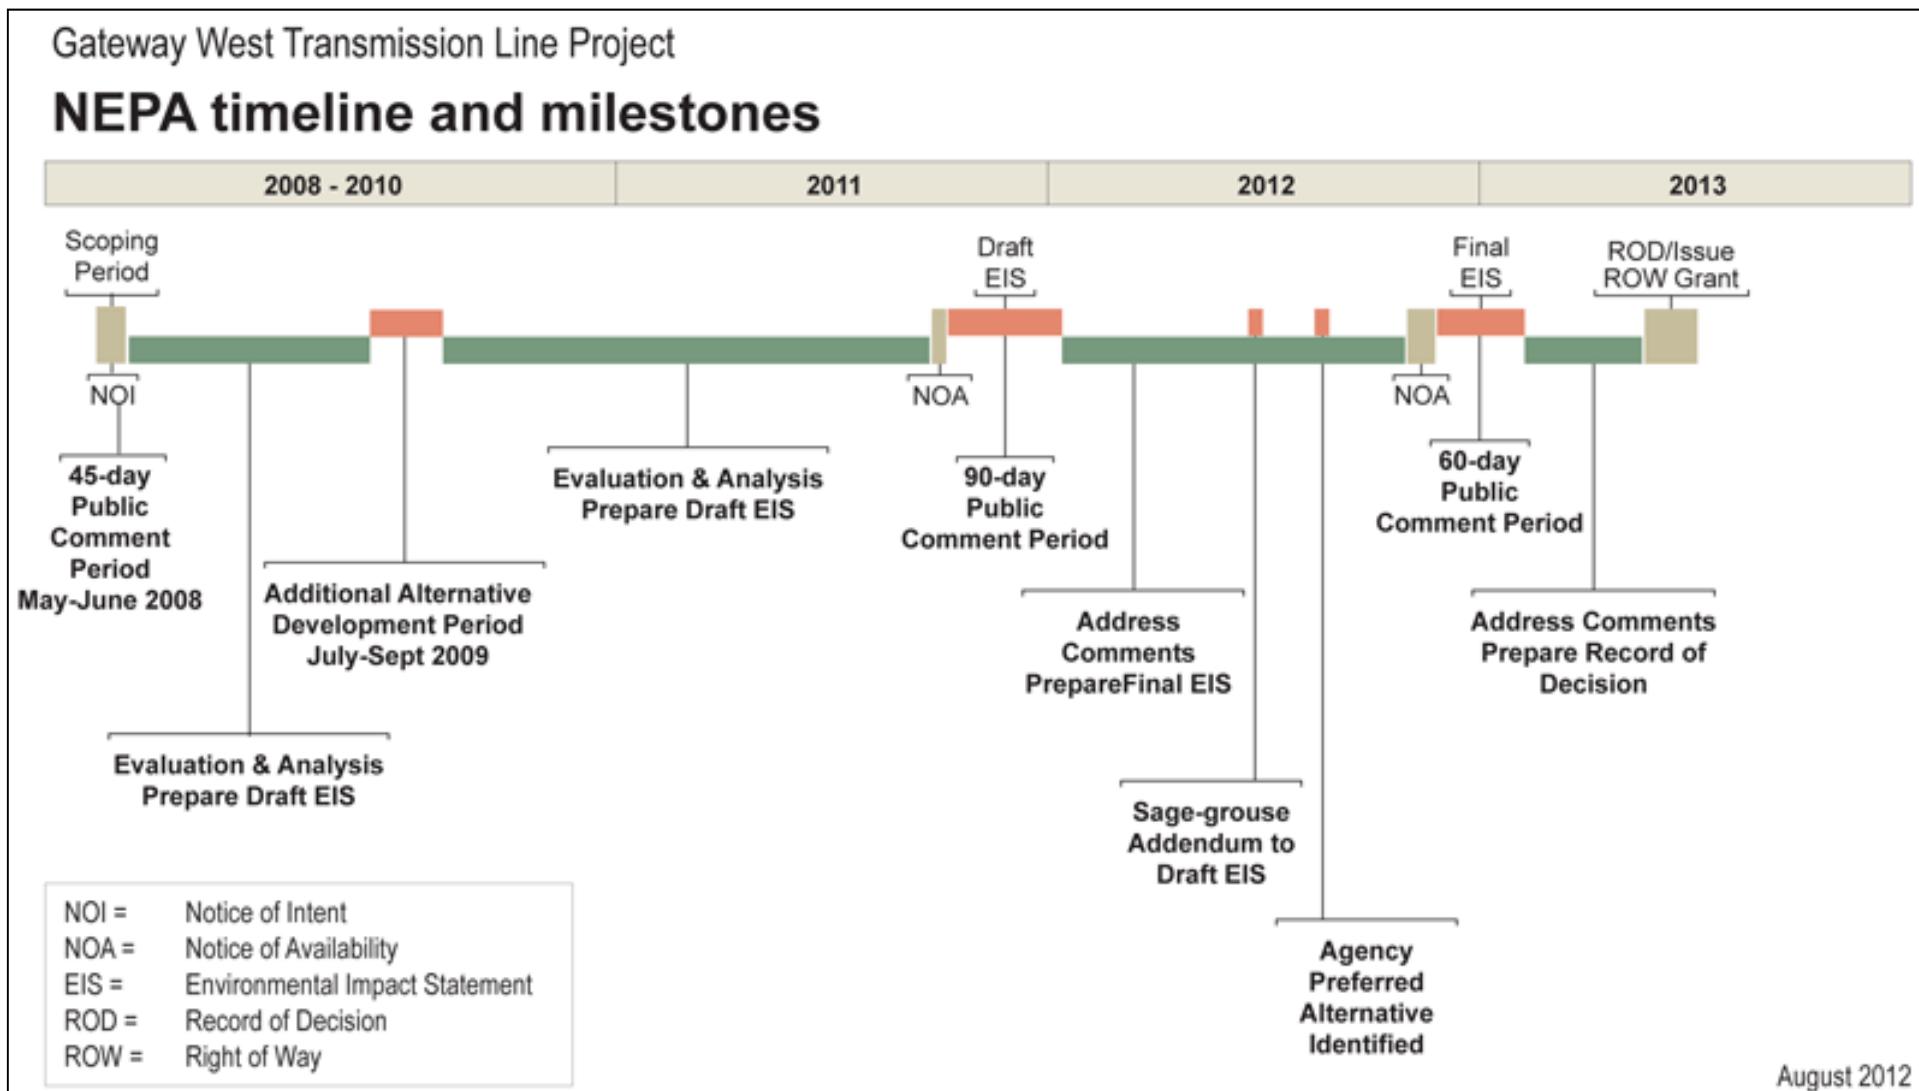 Gateway West Transmission Line Project
NEPA timeline and milestones
2008 - 2010
2011
2012
2013
Scoping
Period
Draft
EIS
Final
EIS
ROD/Issue
ROW Grant
NOI
NOA
NOA
45-day
Public
Comment
Period
May-June 2008
Evaluation & Analysis
Prepare Draft EIS
Additional Alternative
Development Period
July-Sept 2009
Evaluation & Analysis
Prepare Draft EIS
90-day
Public
Comment Period
Address
Comments
PrepareFinal EIS
Sage-grouse
Addendum to
Draft EIS
Agency
Preferred
Alternative
Identified
60-day
Public
Comment Period
Address Comments
Prepare Record of
Decision
NOI = Notice of Intent
NOA = Notice of Availability
EIS = Environmental Impact Statement
ROD = Record of Decision
ROW = Right of Way
August 2012